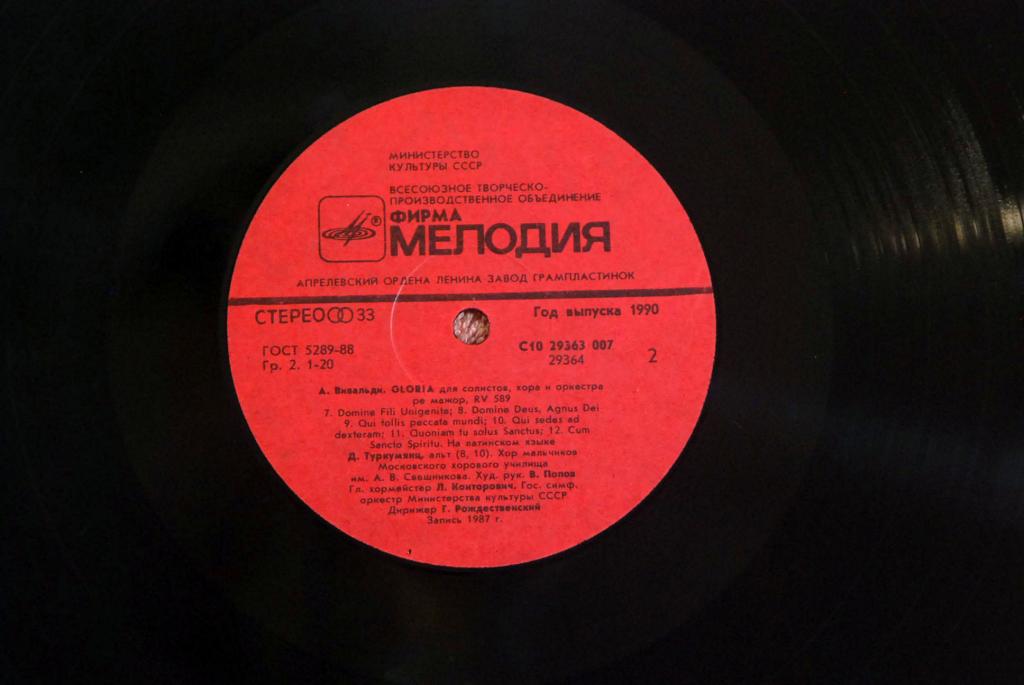 МИНИСТЕРСТВО
КУЛЬТУРЫ СССР
ВСЕСОЮЗНОЕ ТВОРЧЕСКО-
ПРОИЗВОДСТВЕННОЕ ОБЪЕДИНЕНИЕ
®
ФИРМА
МЕЛОДИЯ
АПРЕЛЕВСКИЙ ОРДЕНА ЛЕНИНА ЗАВОД ГРАМПЛАСТИНОК
СТЕРЕО 33
Год выпуска 1990
ГОСТ 5289-88
Гр. 2. 1-20
С10 29363 007
29364
2
А. Вивальди. GLORIA для солистов, хора и оркестра
ре мажор, RV 589
7. Domine Fili Unigenite; 8. Domine Deus, Agnus Dei
9. Qui tollis peccata mundi; 10. Qui sedes ad
dexteram; 11. Quoniam tu solus Sanctus; 12. Cum
Sancto Spiritu. На латинском языке
Д. Туркумянц, альт (8, 10). Хор мальчиков
Московского хорового училища
им. А. В. Свешникова. Худ. рук. В. Попов
Гл. хормейстер Л. Конторович. Гос. симф.
оркестр Министерства культуры СССР
Дирижер Г. Рождественский
Запись 1987 г.